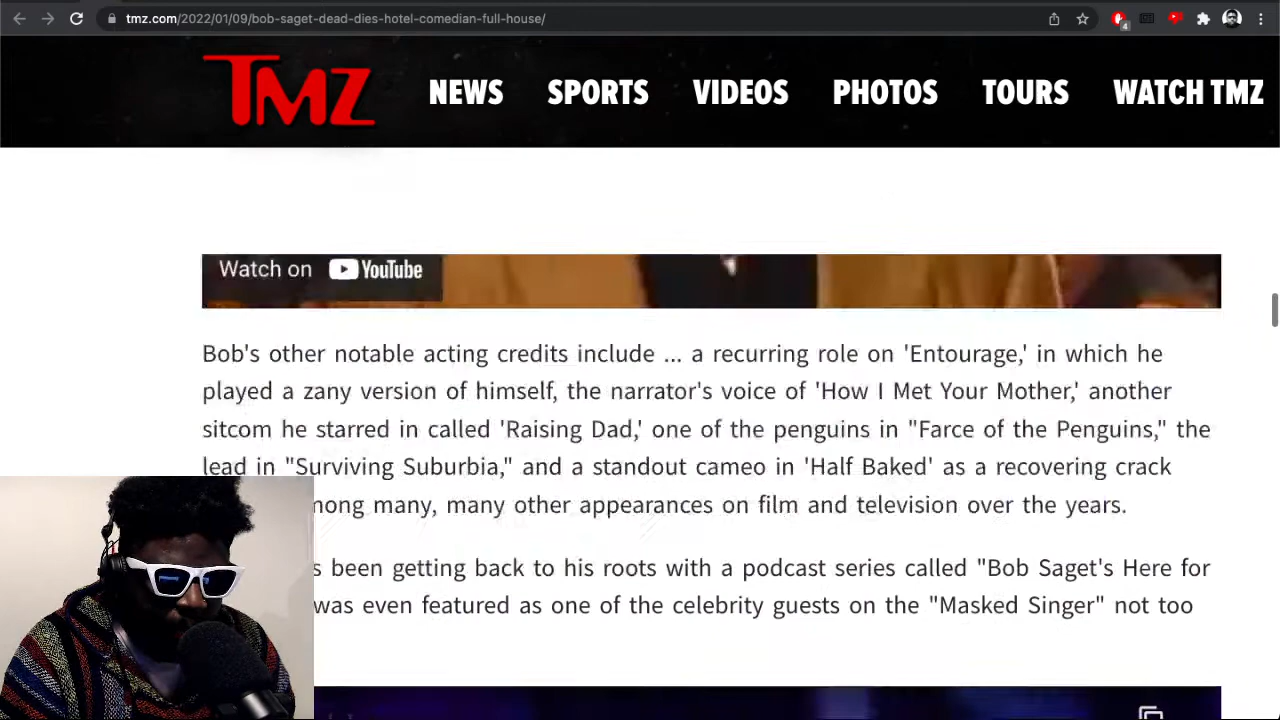 tmz.com/2022/01/09/bob-saget-dead-dies-hotel-comedian-full-house/
4
TMZ NEWS SPORTS VIDEOS PHOTOS TOURS WATCH TMZ
Watch on YouTube
Bob's other notable acting credits include ... a recurring role on 'Entourage,' in which he
played a zany version of himself, the narrator's voice of 'How I Met Your Mother,' another
sitcom he starred in called 'Raising Dad,' one of the penguins in "Farce of the Penguins," the
lead in "Surviving Suburbia," and a standout cameo in 'Half Baked' as a recovering crack
many, many other appearances on film and television over the years.
been getting back to his roots with a podcast series called "Bob Saget's Here for
was even featured as one of the celebrity guests on the "Masked Singer" not too